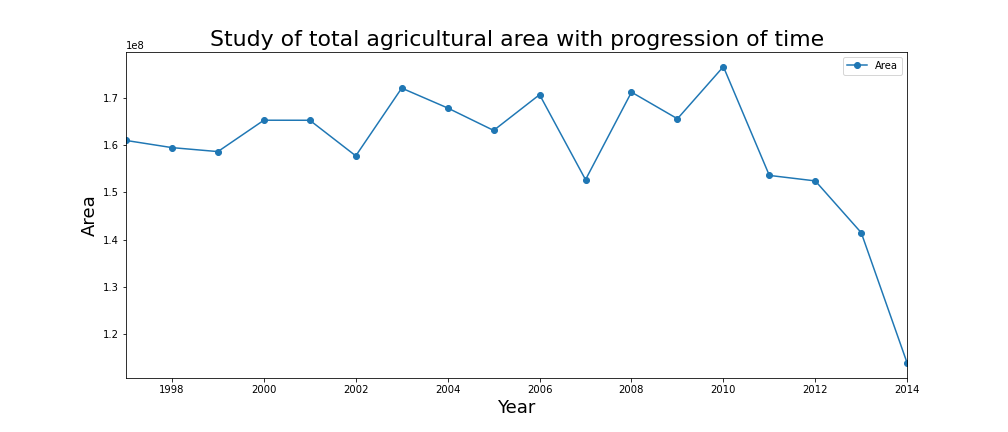 Study of total agricultural area with progression of time
1e8
Area
1.7
1.6
1.5
1.4
1.3
1.2
Area
1998 2000 2002 2004 2006 2008 2010 2012 2014
Year